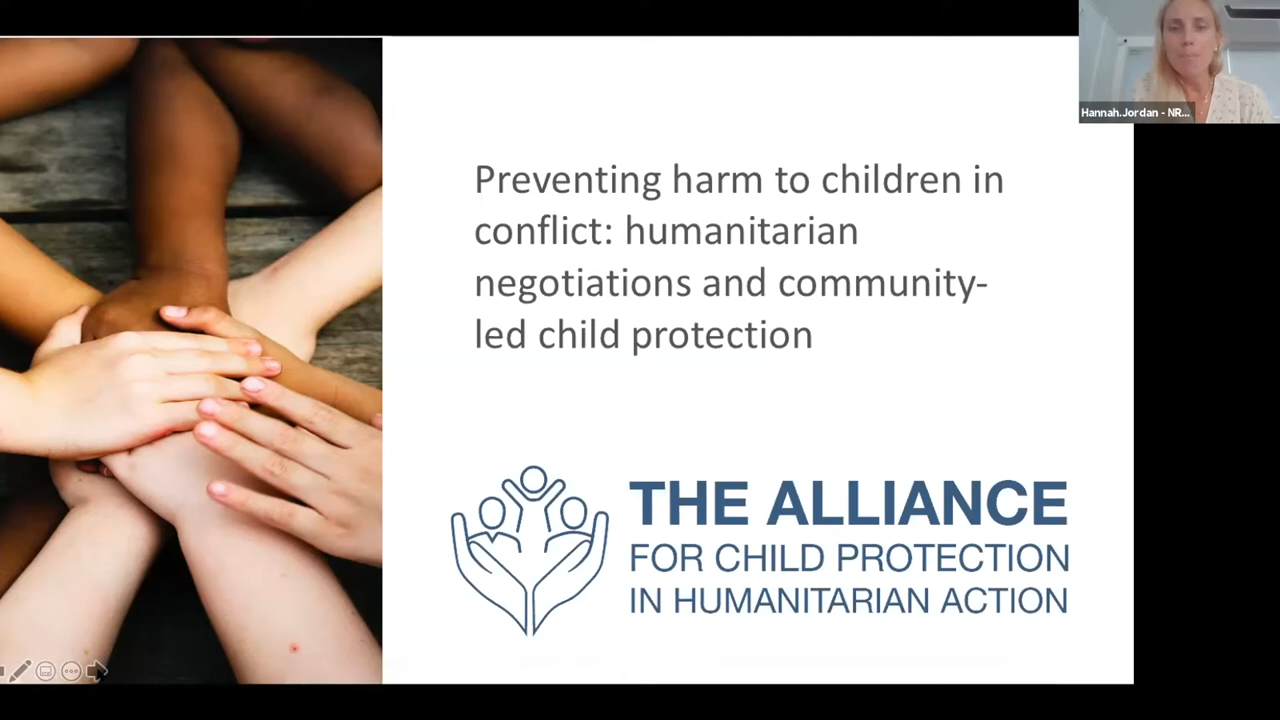 Hannah.Jordan - NR...
Preventing harm to children in
conflict: humanitarian
negotiations and community-
led child protection
THE ALLIANCE
FOR CHILD PROTECTION
IN HUMANITARIAN ACTION